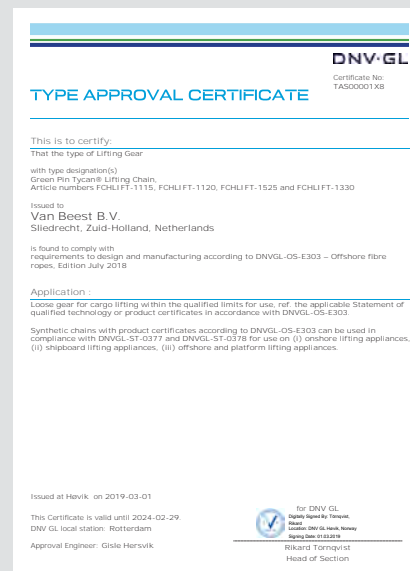 DNV·GL
Certificate No:
TAS00001X8
TYPE APPROVAL CERTIFICATE
This is to certify:
That the type of Lifting Gear
with type designation(s)
Green Pin Tycan® Lifting Chain,
Article numbers FCHLIFT-1115, FCHLIFT-1120, FCHLIFT-1525 and FCHLIFT-1330
Issued to
Van Beest B.V.
Sliedrecht, Zuid-Holland, Netherlands
is found to comply with
requirements to design and manufacturing according to DNVGL-OS-E303 – Offshore fibre
ropes, Edition July 2018
Application :
Loose gear for cargo lifting within the qualified limits for use, ref. the applicable Statement of
qualified technology or product certificates in accordance with DNVGL-OS-E303.
Synthetic chains with product certificates according to DNVGL-OS-E303 can be used in
compliance with DNVGL-ST-0377 and DNVGL-ST-0378 for use on (i) onshore lifting appliances,
(ii) shipboard lifting appliances, (iii) offshore and platform lifting appliances.
Issued at Høvik on 2019-03-01
This Certificate is valid until 2024-02-29.
DNV GL local station: Rotterdam
Approval Engineer: Gisle Hersvik
for DNV GL
Digitally Signed By: Törnqvist,
Rikard
Location: DNV GL Høvik, Norway
Signing Date: 01.03.2019
Rikard Törnqvist
Head of Section